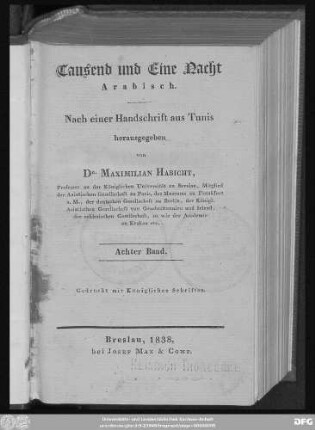 Tausend und Eine Nacht
Arabisch.
Nach einer Handschrift aus Tunis
herausgegeben
von
Dr. Maximilian Habicht,
Professor an der Königlichen Universität zu Breslau, Mitglied
der Asiatischen Gesellschaft zu Paris, des Museums zu Frankfurt
a. M., der deutschen Gesellschaft zu Berlin, der Königl.
Asiatischen Gesellschaft von Grossbritannien und Irland,
der schlesischen Gesellschaft, so wie der Academie
zu Krakau etc.
Achter Band.
Gedruckt mit Königlichen Schriften.
Breslau, 1838,
bei Josef Max & Comp.
DFG